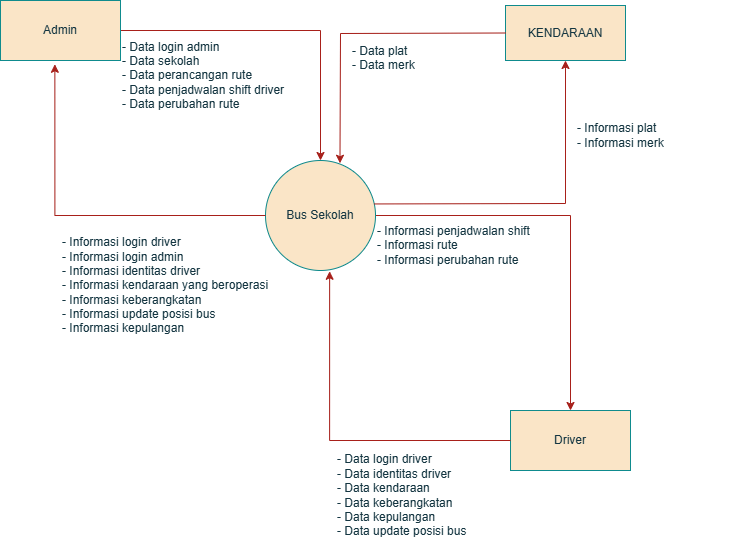 Admin
- Data login admin
- Data sekolah
- Data perancangan rute
- Data penjadwalan shift driver
- Data perubahan rute
KENDARAAN
- Data plat
- Data merk
- Informasi plat
- Informasi merk
Bus Sekolah
- Informasi penjadwalan shift
- Informasi rute
- Informasi perubahan rute
- Informasi login driver
- Informasi login admin
- Informasi identitas driver
- Informasi kendaraan yang beroperasi
- Informasi keberangkatan
- Informasi update posisi bus
- Informasi kepulangan
Driver
- Data login driver
- Data identitas driver
- Data kendaraan
- Data keberangkatan
- Data kepulangan
- Data update posisi bus